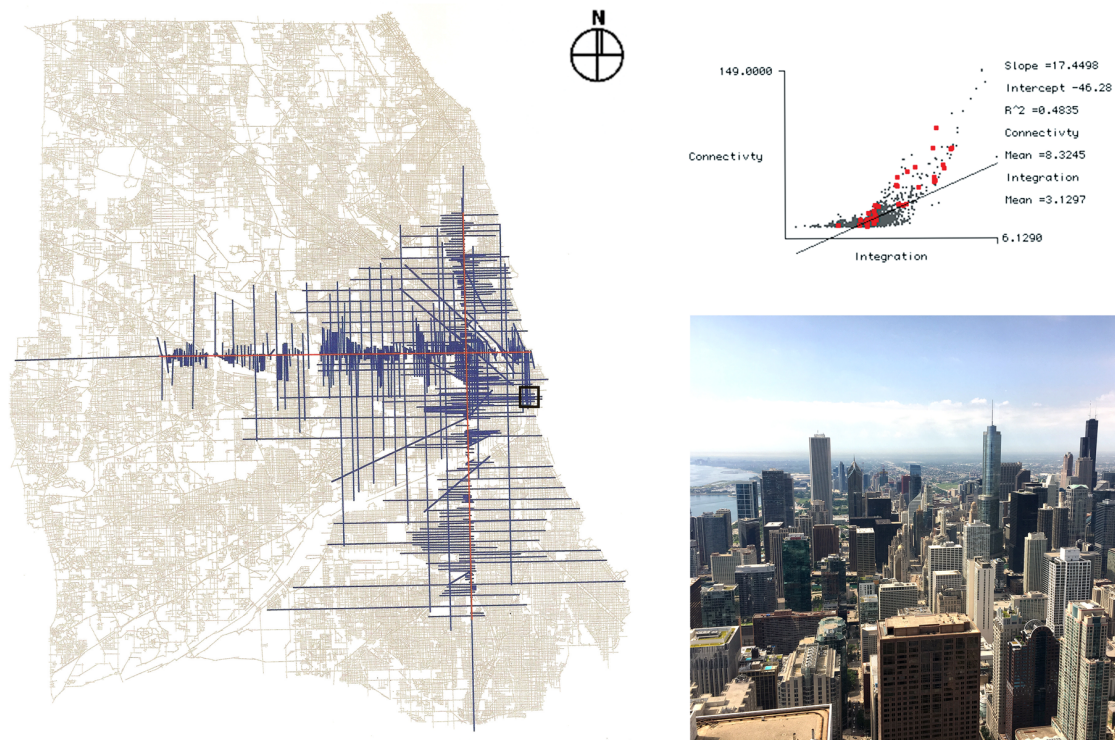 N
149.0000
Connectivty
6.1290
Integration
Slope =17.4498
Intercept -46.28
R^2 =0.4835
Connectivty
Mean =8.3245
Integration
Mean =3.1297